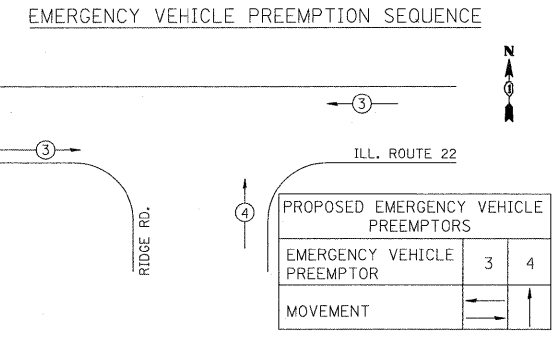 EMERGENCY VEHICLE PREEMPTION SEQUENCE
N
1
3
3
ILL. ROUTE 22
4
RIDGE RD.
PROPOSED EMERGENCY VEHICLE
PREEMPTORS
EMERGENCY VEHICLE
PREEMPTOR
3
4
MOVEMENT